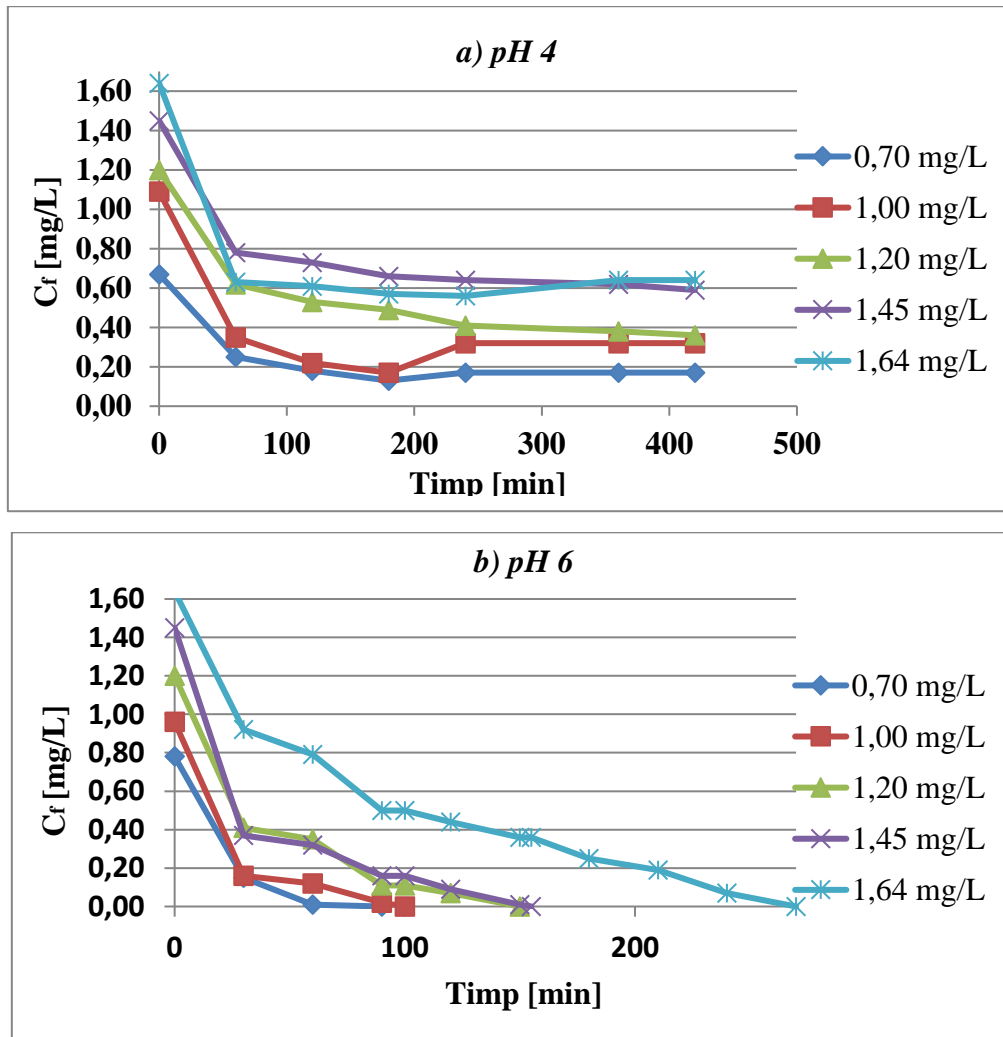 a) pH 4
1,60
1,40
1,20
1,00
0,80
0,60
0,40
0,20
0,00
Cf [mg/L]
0 100 200 300 400 500
Timp [min]
0,70 mg/L
1,00 mg/L
1,20 mg/L
1,45 mg/L
1,64 mg/L
b) pH 6
1,60
1,40
1,20
1,00
0,80
0,60
0,40
0,20
0,00
Cf [mg/L]
0 100 200
Timp [min]
0,70 mg/L
1,00 mg/L
1,20 mg/L
1,45 mg/L
1,64 mg/L